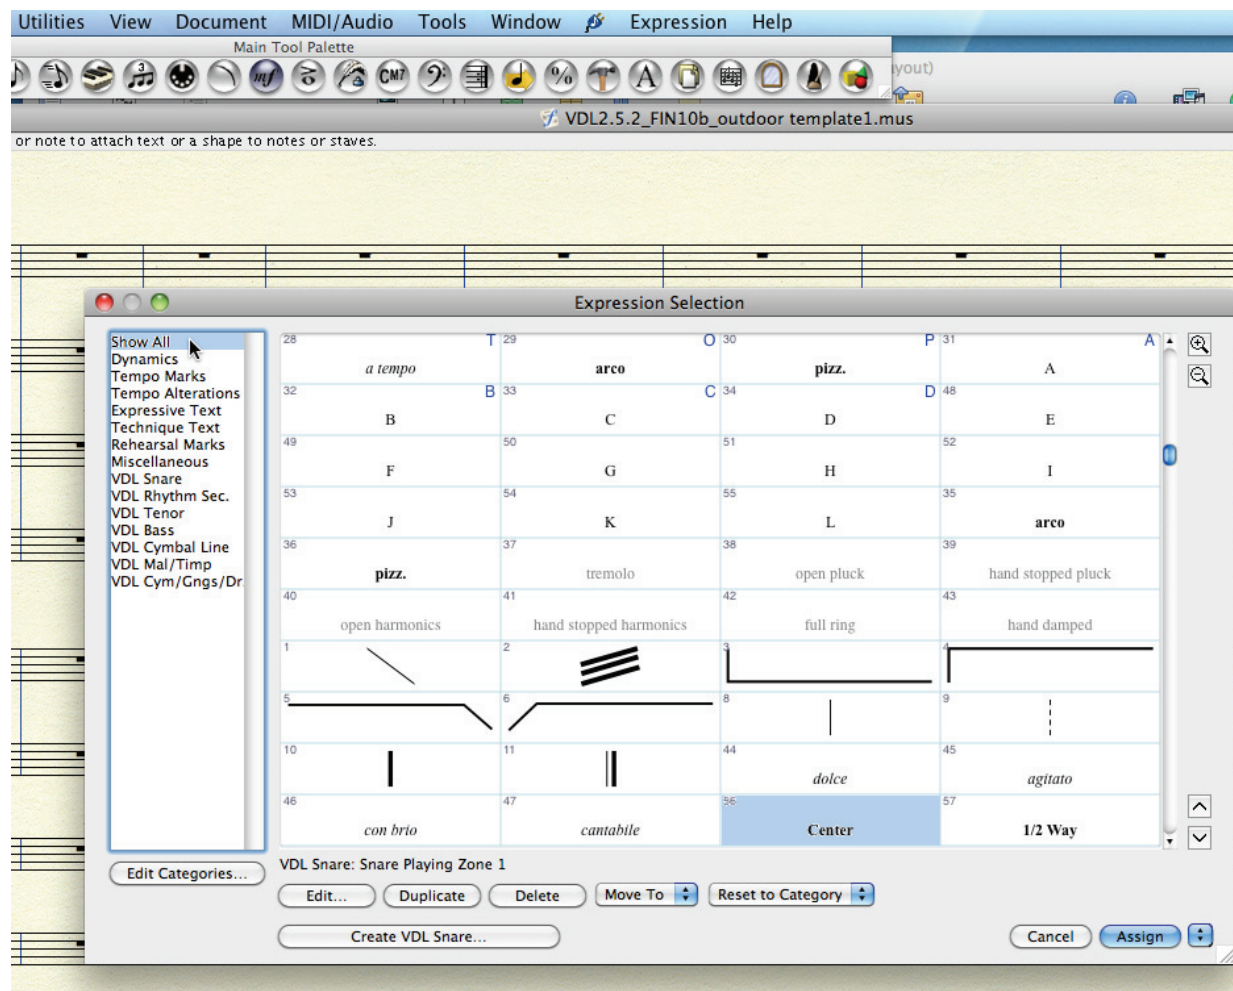 Utilities View Document MIDI/Audio Tools Window Expression Help
Main Tool Palette
3 mf CM7 % A
yout)
VDL2.5.2_FIN10b_outdoor template1.mus
or note to attach text or a shape to notes or staves.
Expression Selection
Show All
Dynamics
Tempo Marks
Tempo Alterations
Expressive Text
Technique Text
Rehearsal Marks
Miscellaneous
VDL Snare
VDL Rhythm Sec.
VDL Tenor
VDL Bass
VDL Cymbal Line
VDL Mal/Timp
VDL Cym/Gngs/Dr
Edit Categories...
28 T 29 O 30 P 31 A
a tempo arco pizz. A
32 B 33 C 34 D 48
B C D E
49 50 51 52
F G H I
53 54 55 35
J K L arco
36 37 38 39
pizz. tremolo open pluck hand stopped pluck
40 41 42 43
open harmonics hand stopped harmonics full ring hand damped
1 2 3 4
5 6 8 9
10 11 44 45
dolce agitato
46 47 56 57
con brio cantabile Center 1/2 Way
VDL Snare: Snare Playing Zone 1
Edit... Duplicate Delete Move To Reset to Category
Create VDL Snare... Cancel Assign